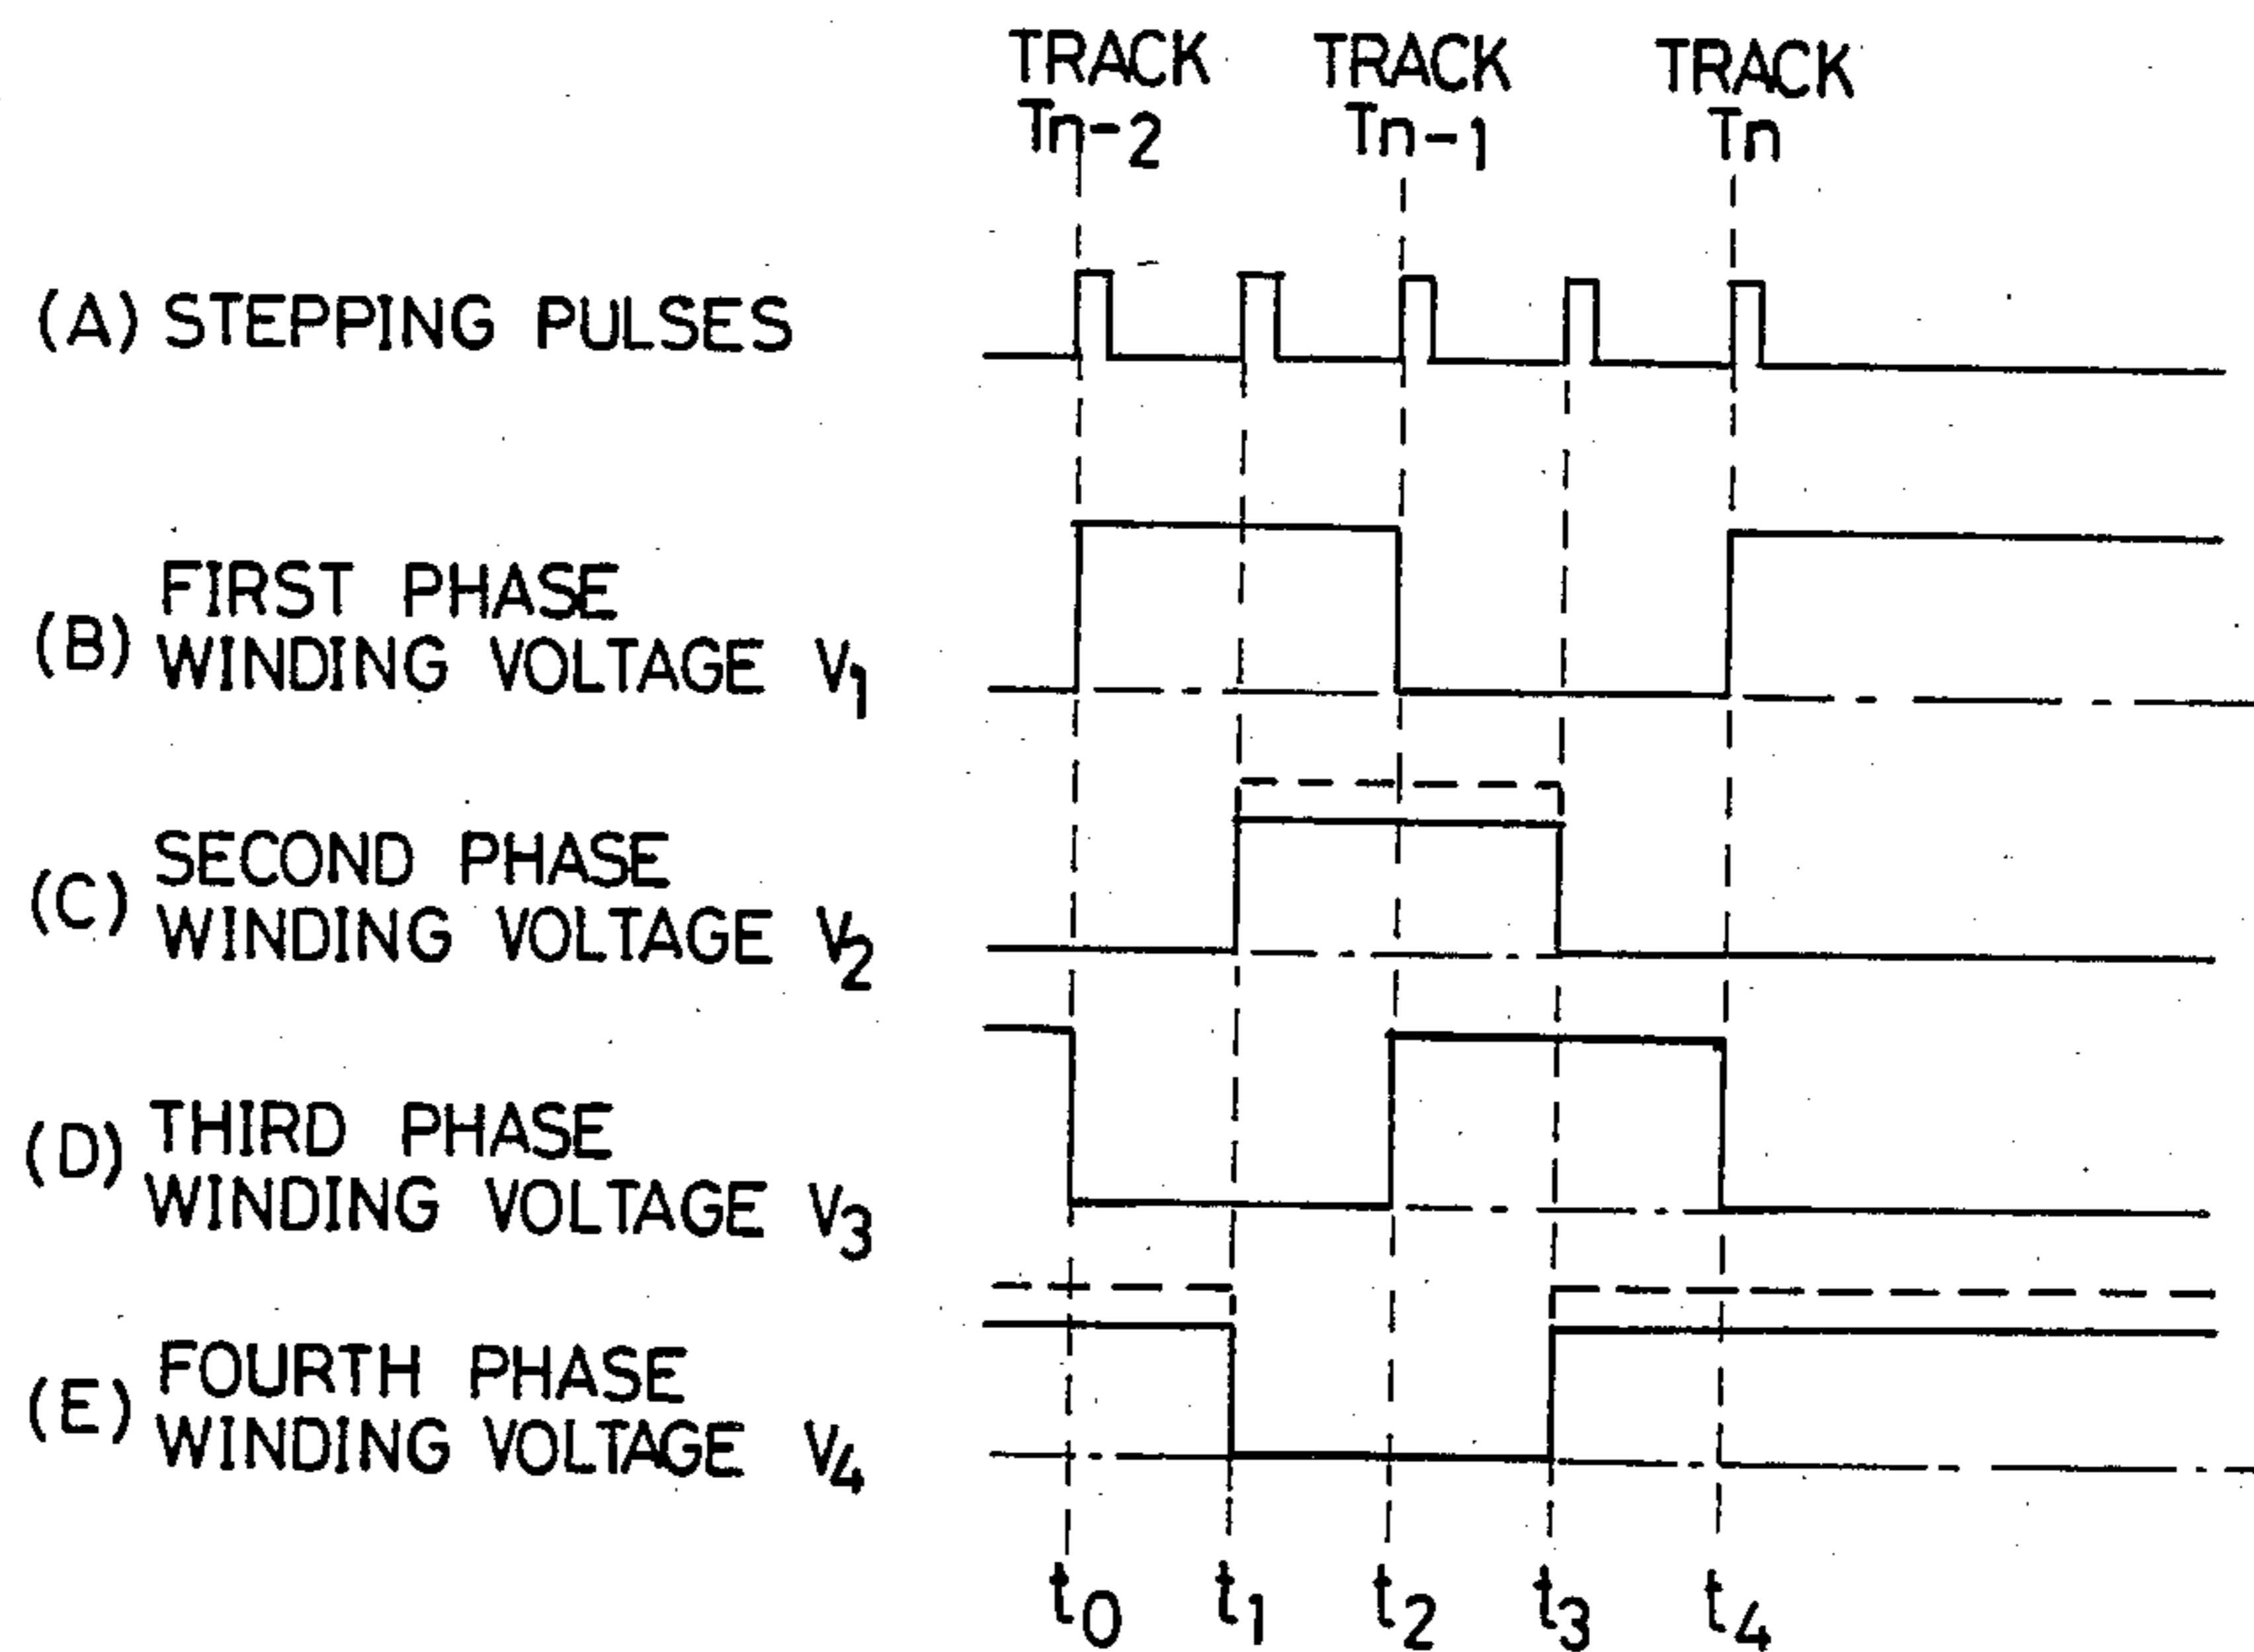 TRACK TRACK TRACK
Tn-2 Tn-1 Tn
(A) STEPPING PULSES
(B) FIRST PHASE
WINDING VOLTAGE V1
(C) SECOND PHASE
WINDING VOLTAGE V2
(D) THIRD PHASE
WINDING VOLTAGE V3
(E) FOURTH PHASE
WINDING VOLTAGE V4
t0 t1 t2 t3 t4